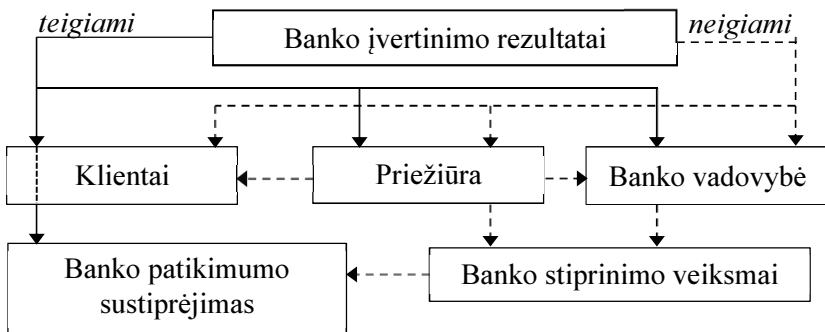 teigiami
Banko įvertinimo rezultatai
neigiami
Klientai
Priežiūra
Banko vadovybė
Banko patikimumo
sustiprėjimas
Banko stiprinimo veiksmai